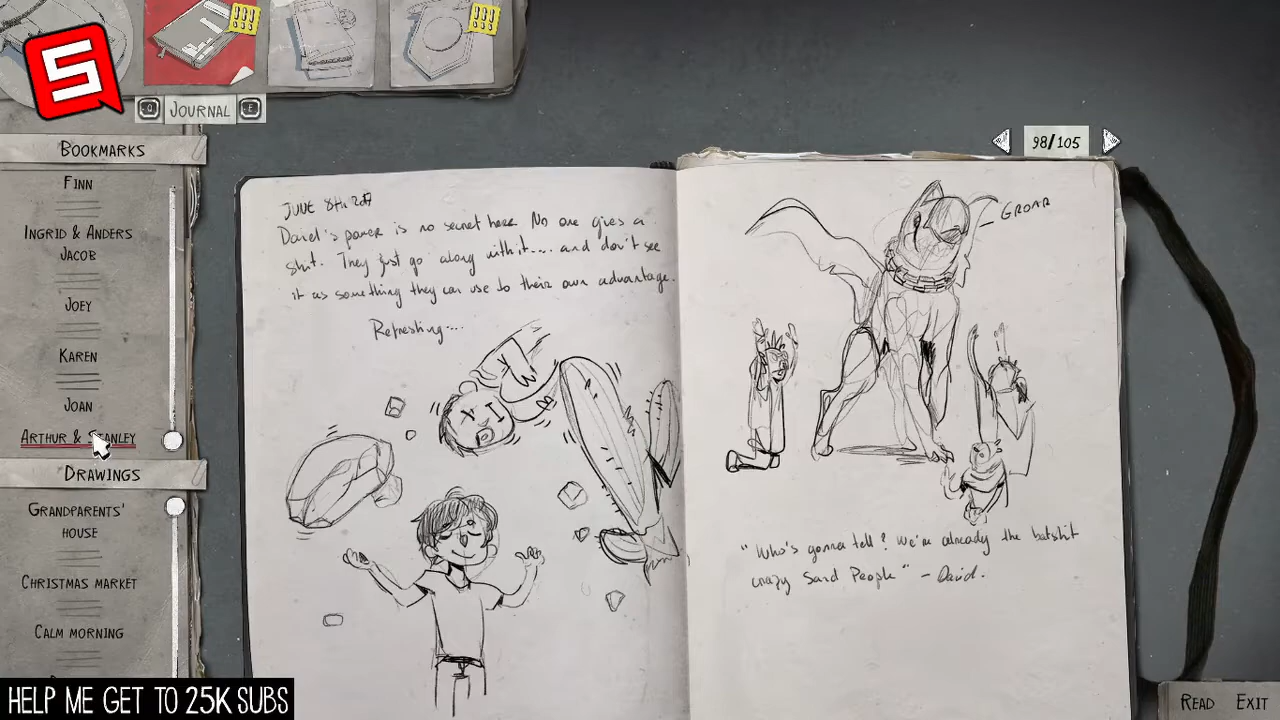 S
JOURNAL
BOOKMARKS
FINN
INGRID & ANDERS
JACOB
JOEY
KAREN
JOAN
ARTHUR & STANLEY
DRAWINGS
GRANDPARENTS'
HOUSE
CHRISTMAS MARKET
CALM MORNING
HELP ME GET TO 25K SUBS
98/105
JUNE 8th 2017
Daniel's power is no secret here. No one gives a
shit. They just go along with it.... and don't see
it as something they can use to their own advantage.
Refreshing....
GROAR
"Who's gonna tell? We're already the batshit
crazy Sand People" - David.
READ EXIT